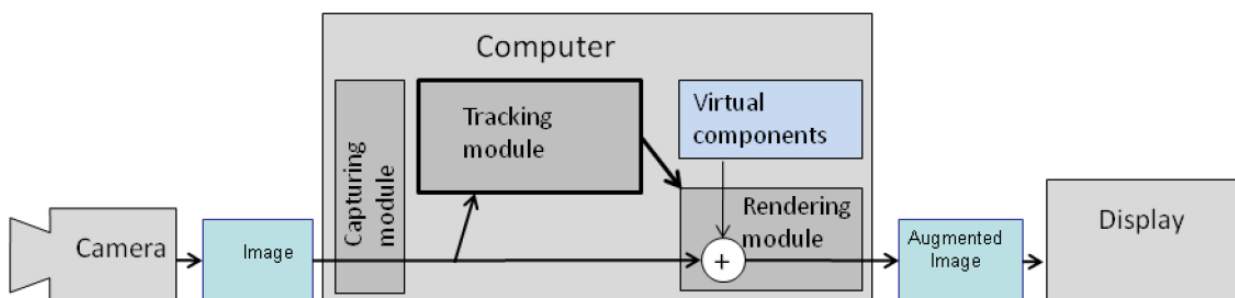 Computer
Capturing
module
Tracking
module
Virtual
components
Camera
Image
Rendering
module
+
Augmented
Image
Display